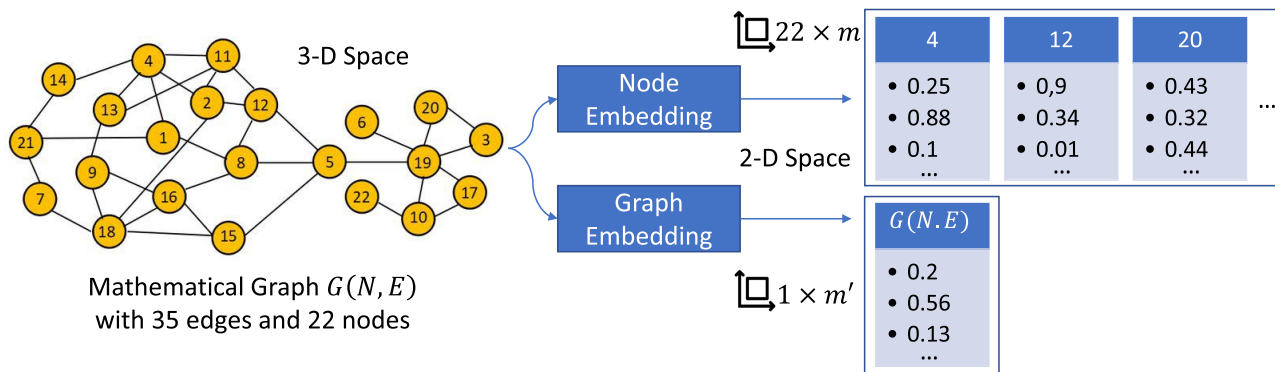 3-D Space
4
11
14
13
2
12
1
21
8
9
7
16
18
15
5
6
20
3
19
22
17
10
Mathematical Graph G(N, E)
with 35 edges and 22 nodes
Node
Embedding
Graph
Embedding
22 × m
2-D Space
1 × m′
4 12 20
• 0.25 • 0,9 • 0.43
• 0.88 • 0.34 • 0.32
• 0.1 • 0.01 • 0.44
... ... ...
...
G(N.E)
• 0.2
• 0.56
• 0.13
...